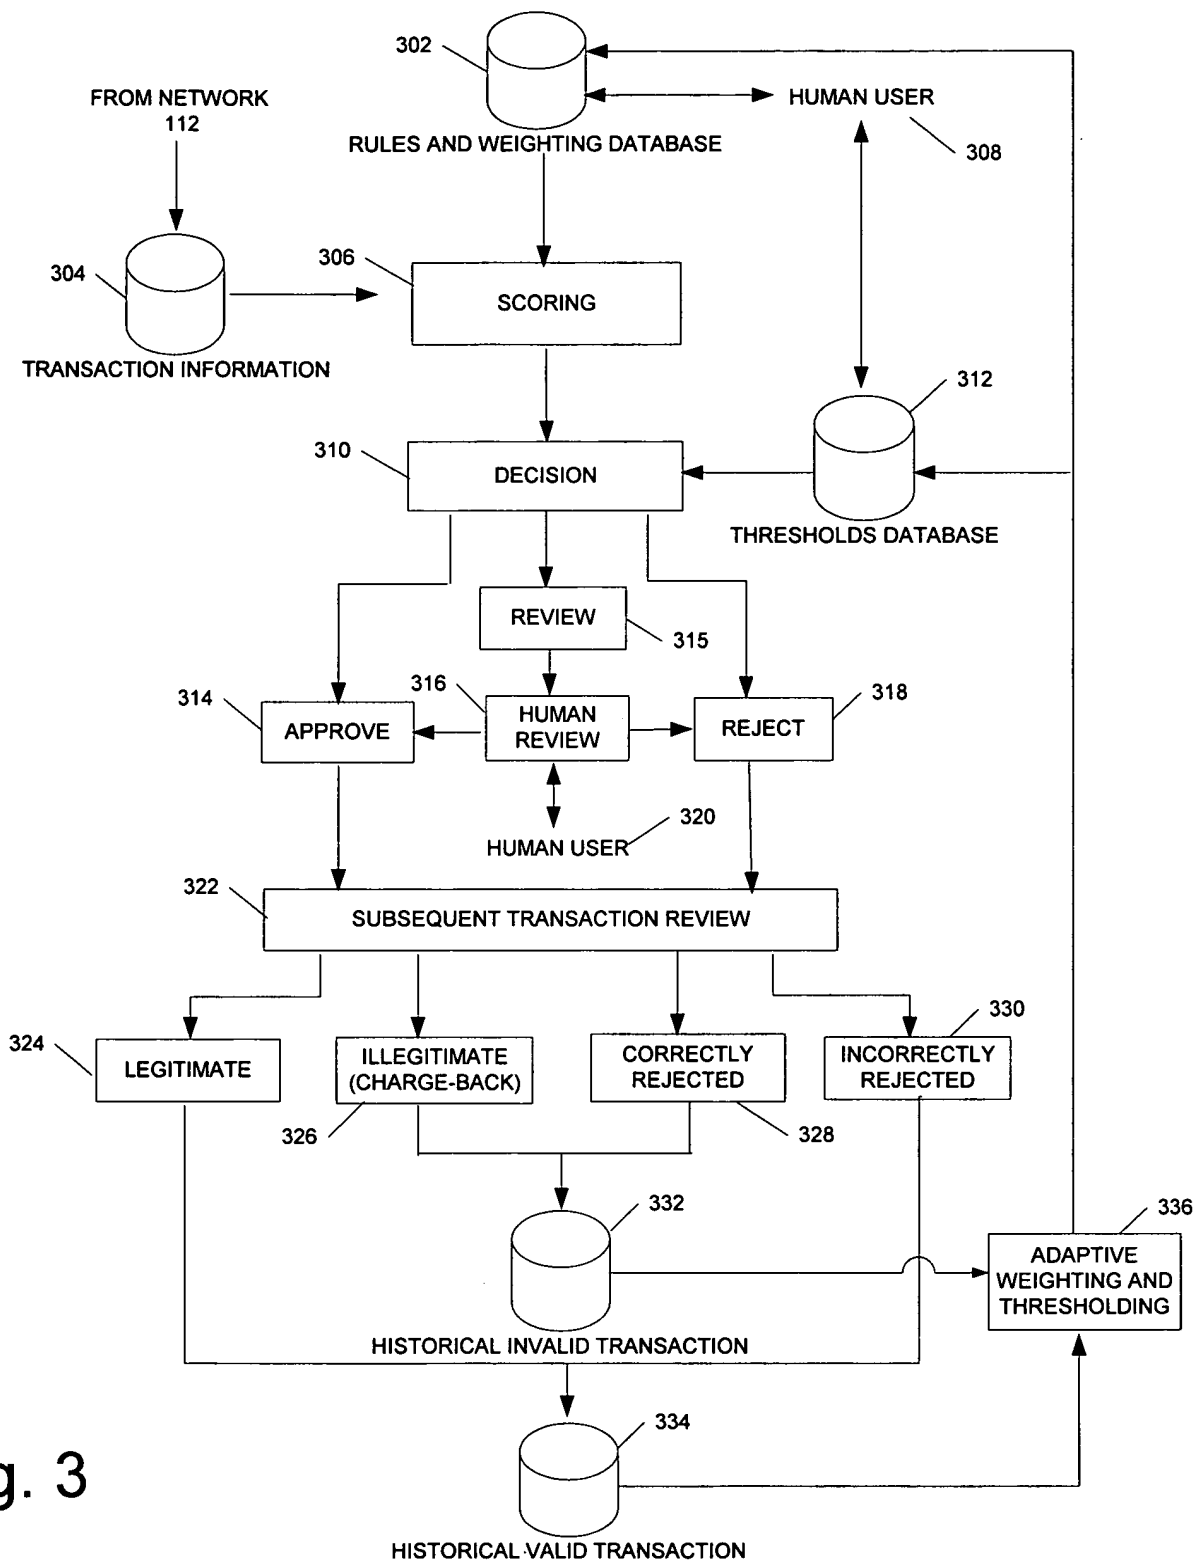 302
FROM NETWORK
112
HUMAN USER
308
RULES AND WEIGHTING DATABASE
306
304
SCORING
TRANSACTION INFORMATION
312
310
DECISION
THRESHOLDS DATABASE
REVIEW
315
316
314
318
HUMAN
REVIEW
APPROVE
REJECT
320
HUMAN USER
322
SUBSEQUENT TRANSACTION REVIEW
330
324
LEGITIMATE
ILLEGITIMATE
(CHARGE-BACK)
CORRECTLY
REJECTED
INCORRECTLY
REJECTED
326
328
332
336
ADAPTIVE
WEIGHTING AND
THRESHOLDING
HISTORICAL INVALID TRANSACTION
334
g. 3
HISTORICAL VALID TRANSACTION